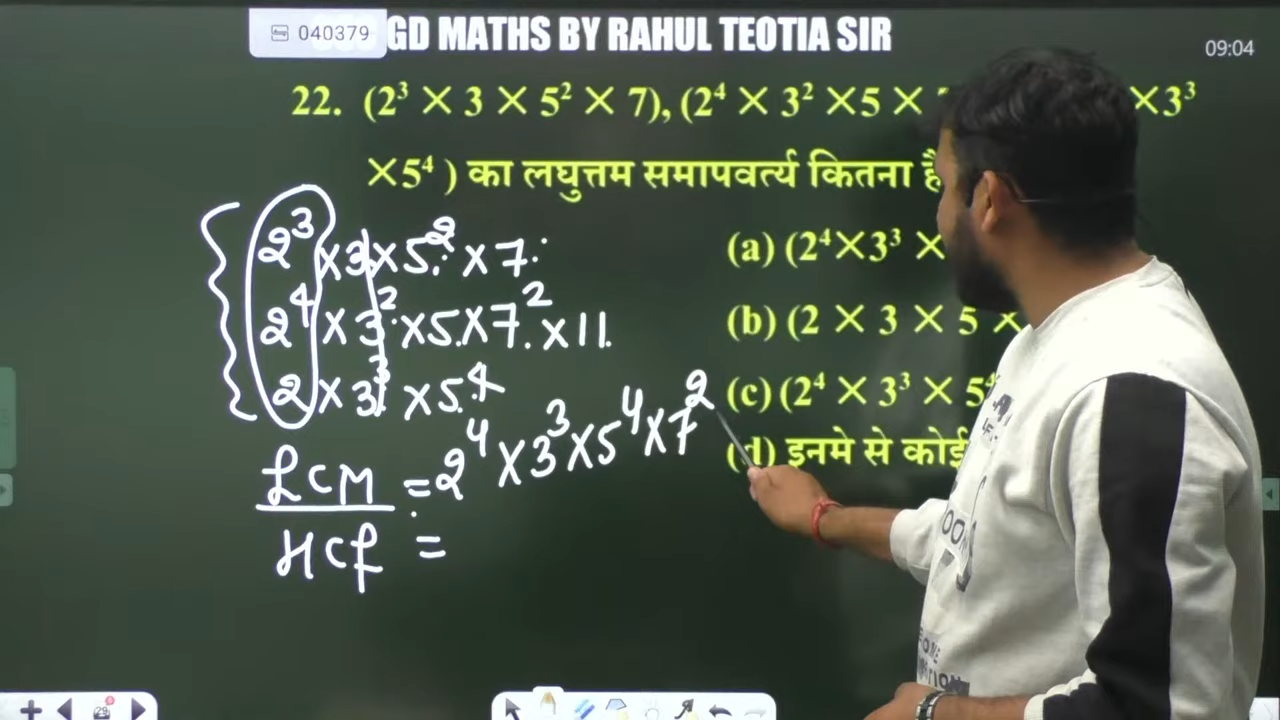 040379
GD MATHS BY RAHUL TEOTIA SIR
09:04
22. (2³ × 3 × 5² × 7), (2⁴ × 3² ×5 × ×3³
×5⁴ ) का लघुत्तम समापवर्त्य कितना है
(a) (2⁴×3³ ×
(b) (2 × 3 × 5 ×
(c) (2⁴ × 3³ × 5⁴
(d) इनमे से कोई
2³ ×3 ×5² ×7
2⁴ ×3² ×5×7² ×11
2 ×3³ ×5⁴
LCM = 2⁴ ×3³ ×5⁴ ×7²
HCF =
29